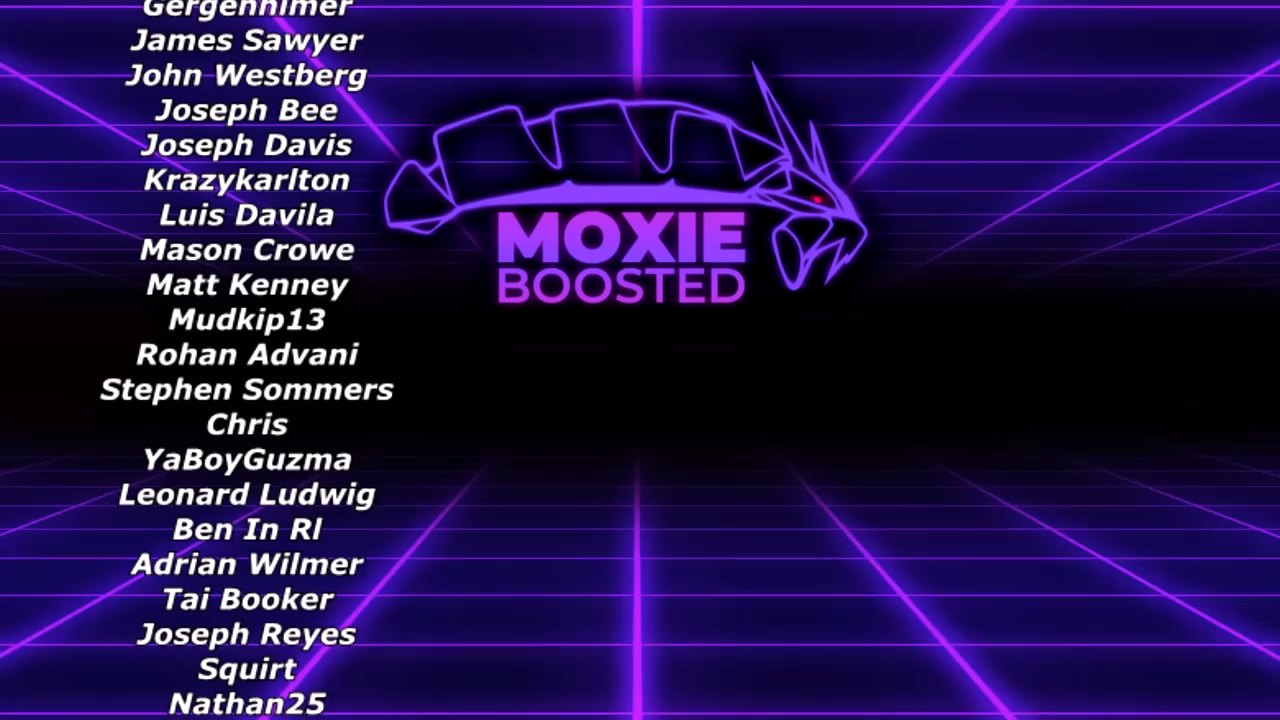 Gergenhimer
James Sawyer
John Westberg
Joseph Bee
Joseph Davis
Krazykarlton
Luis Davila
Mason Crowe
Matt Kenney
Mudkip13
Rohan Advani
Stephen Sommers
Chris
YaBoyGuzma
Leonard Ludwig
Ben In Rl
Adrian Wilmer
Tai Booker
Joseph Reyes
Squirt
Nathan25
MOXIE
BOOSTED